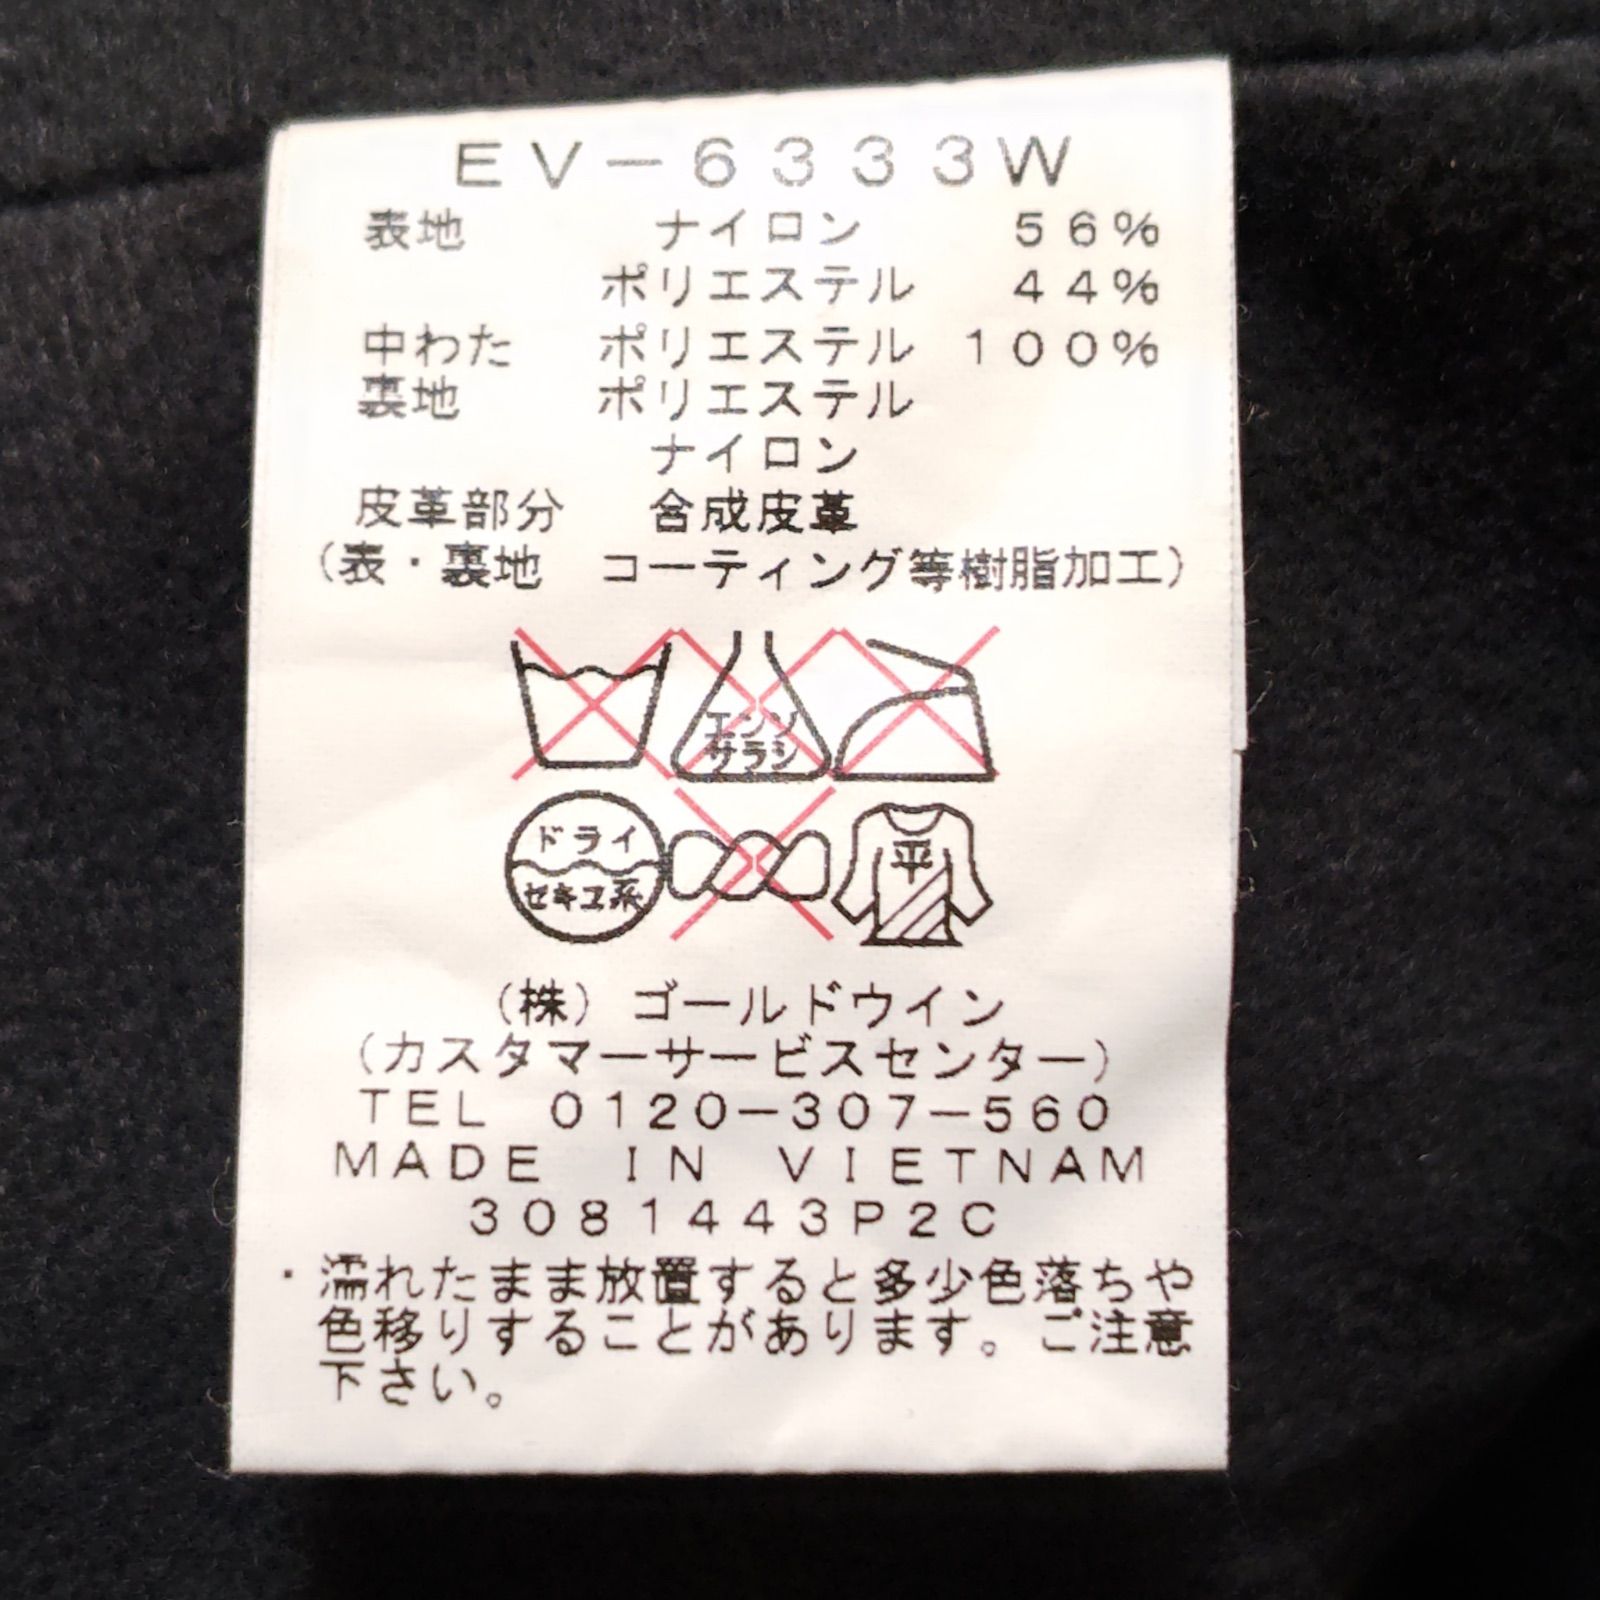 EV-6333W
表地 ナイロン 56%
ポリエステル 44%
中わた ポリエステル 100%
裏地 ポリエステル
ナイロン
皮革部分 合成皮革
(表・裏地 コーティング等樹脂加工)
エンソ
サラシ
ドライ
セキユ系
平
(株)ゴールドウイン
(カスタマーサービスセンター)
TEL 0120-307-560
MADE IN VIETNAM
3081443P2C
・濡れたまま放置すると多少色落ちや
色移りすることがあります。ご注意
下さい。